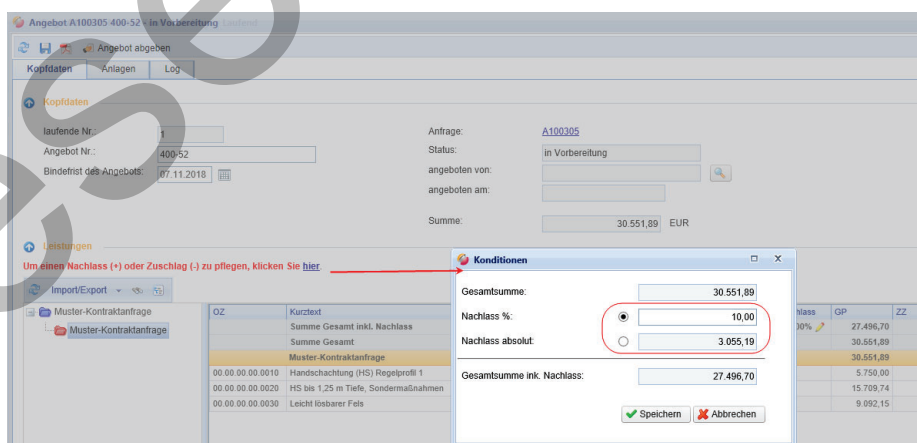 Angebot A100305 400-52 - in Vorbereitung Laufend
Angebot abgeben
Kopfdaten Anlagen Log
Kopfdaten
laufende Nr.: 1
Angebot Nr.: 400-52
Bindefrist des Angebots: 07.11.2018
Anfrage: A100305
Status: in Vorbereitung
angeboten von:
angeboten am:
Summe: 30.551,89 EUR
Leistungen
Um einen Nachlass (+) oder Zuschlag (-) zu pflegen, klicken Sie hier.
Import/Export
Muster-Kontraktanfrage
Muster-Kontraktanfrage
OZ Kurztext hlass GP ZZ
Summe Gesamt inkl. Nachlass 00% 27.496,70
Summe Gesamt 30.551,89
Muster-Kontraktanfrage 30.551,89
00.00.00.00.0010 Handschachtung (HS) Regelprofil 1 5.750,00
00.00.00.00.0020 HS bis 1,25 m Tiefe, Sondermaßnahmen 15.709,74
00.00.00.00.0030 Leicht lösbarer Fels 9.092,15
Konditionen
Gesamtsumme: 30.551,89
Nachlass %: 10,00
Nachlass absolut: 3.055,19
Gesamtsumme ink. Nachlass: 27.496,70
Speichern Abbrechen